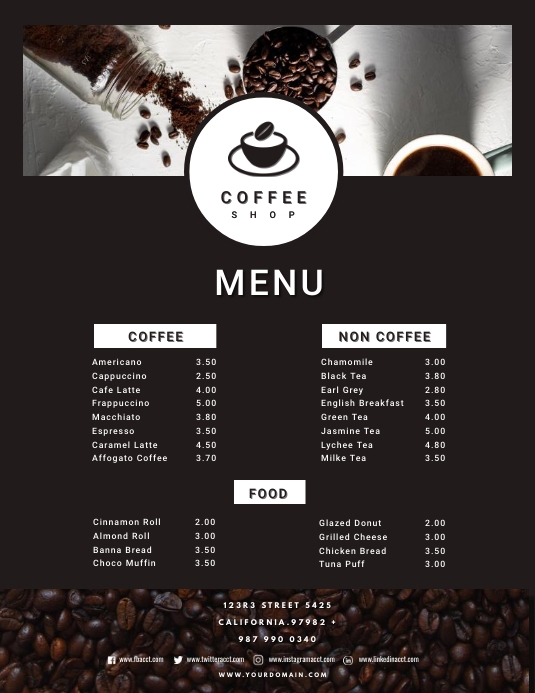 COFFEE
SHOP
MENU
COFFEE
Americano 3.50
Cappuccino 2.50
Cafe Latte 4.00
Frappuccino 5.00
Macchiato 3.80
Espresso 3.50
Caramel Latte 4.50
Affogato Coffee 3.70
NON COFFEE
Chamomile 3.00
Black Tea 3.80
Earl Grey 2.80
English Breakfast 3.50
Green Tea 4.00
Jasmine Tea 5.00
Lychee Tea 4.80
Milke Tea 3.50
FOOD
Cinnamon Roll 2.00
Almond Roll 3.00
Banna Bread 3.50
Choco Muffin 3.50
Glazed Donut 2.00
Grilled Cheese 3.00
Chicken Bread 3.50
Tuna Puff 3.00
123R3 STREET 5425
CALIFORNIA.97982 +
987 990 0340
www.fbacct.com www.twitteracct.com www.instagramacct.com www.linkedinacct.com
WWW.YOURDOMAIN.COM